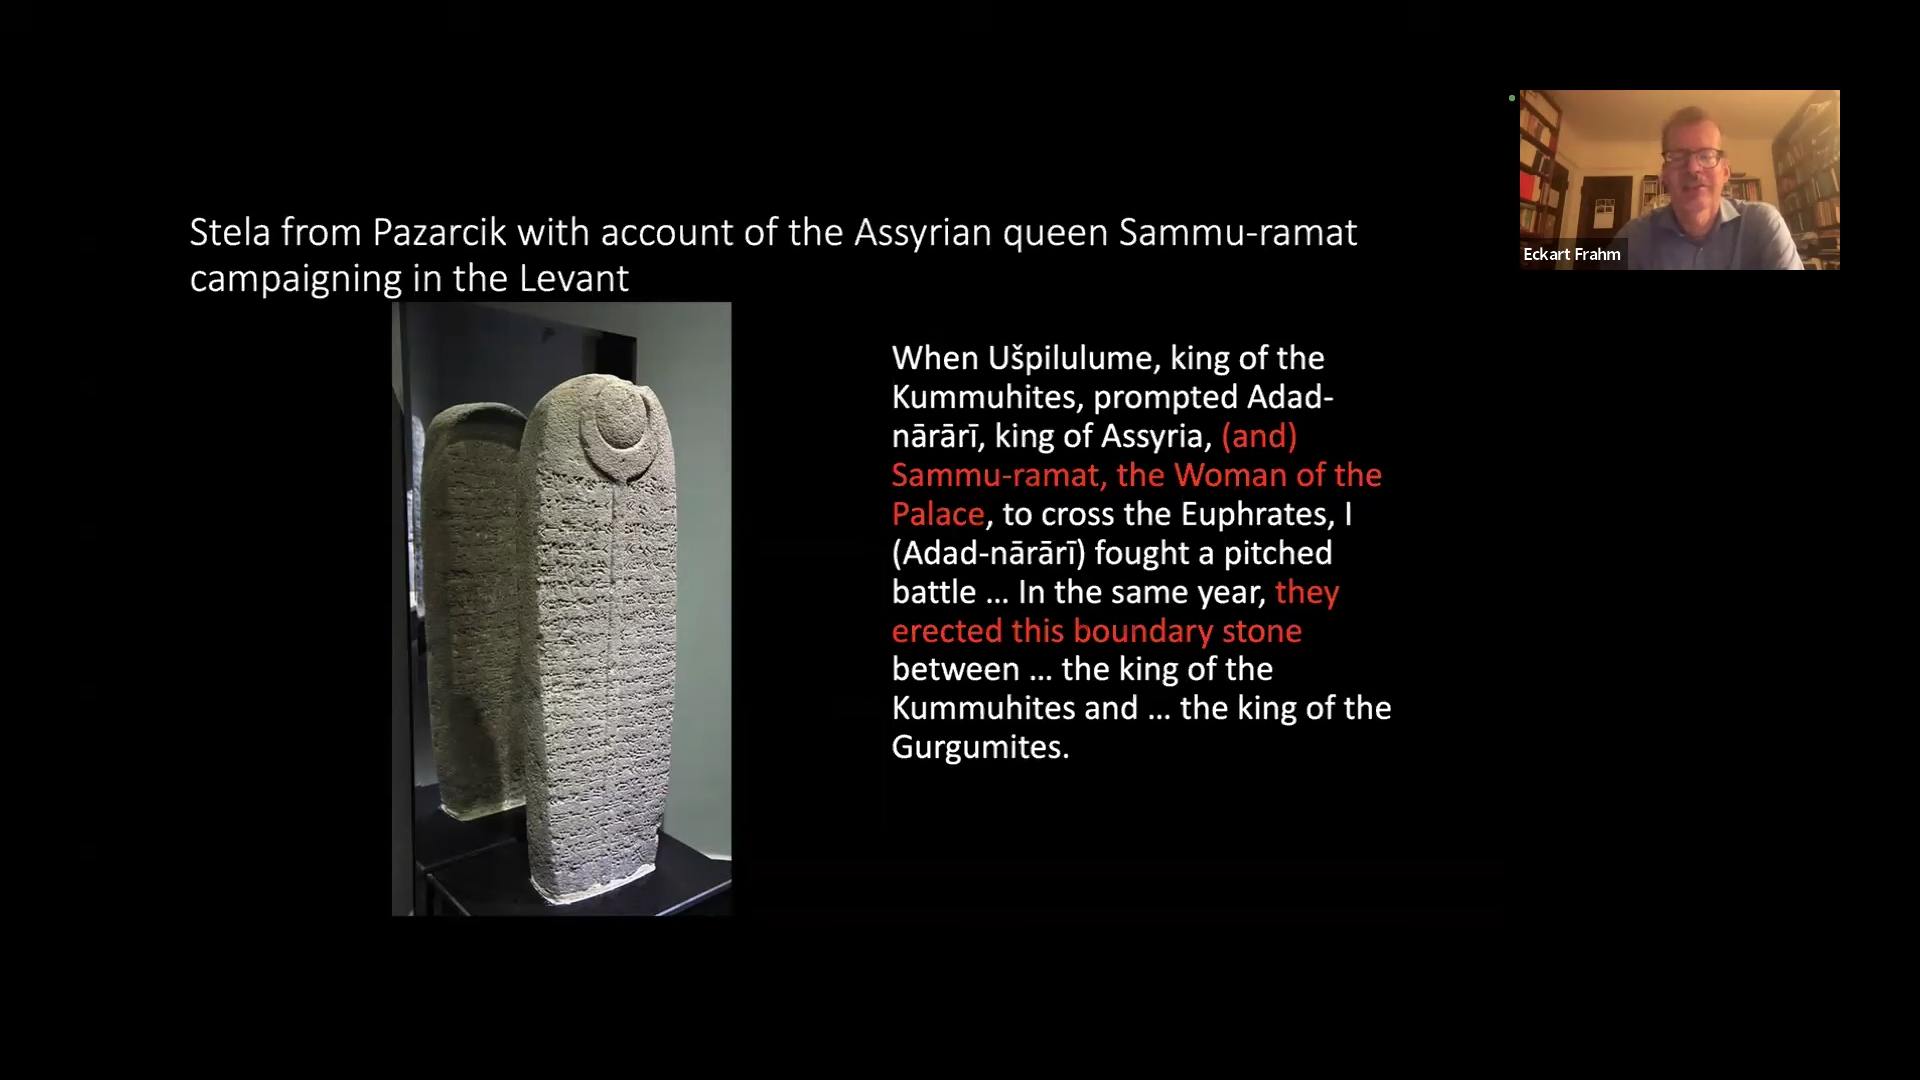 Stela from Pazarcik with account of the Assyrian queen Sammu-ramat
campaigning in the Levant
When Ušpilulume, king of the
Kummuhites, prompted Adad-
nārārī, king of Assyria, (and)
Sammu-ramat, the Woman of the
Palace, to cross the Euphrates, I
(Adad-nārārī) fought a pitched
battle … In the same year, they
erected this boundary stone
between … the king of the
Kummuhites and … the king of the
Gurgumites.
Eckart Frahm